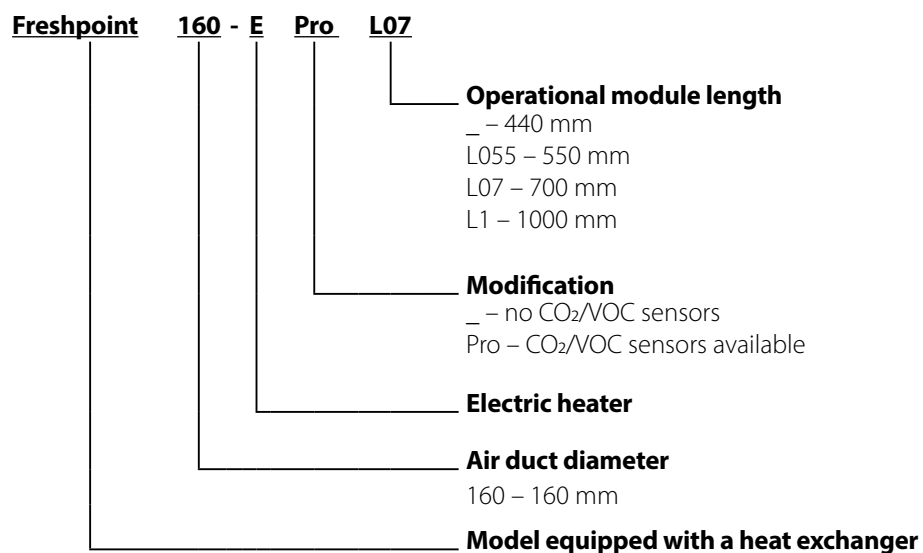 Freshpoint 160 - E Pro L07
Operational module length
_ – 440 mm
L055 – 550 mm
L07 – 700 mm
L1 – 1000 mm
Modification
_ – no CO₂/VOC sensors
Pro – CO₂/VOC sensors available
Electric heater
Air duct diameter
160 – 160 mm
Model equipped with a heat exchanger